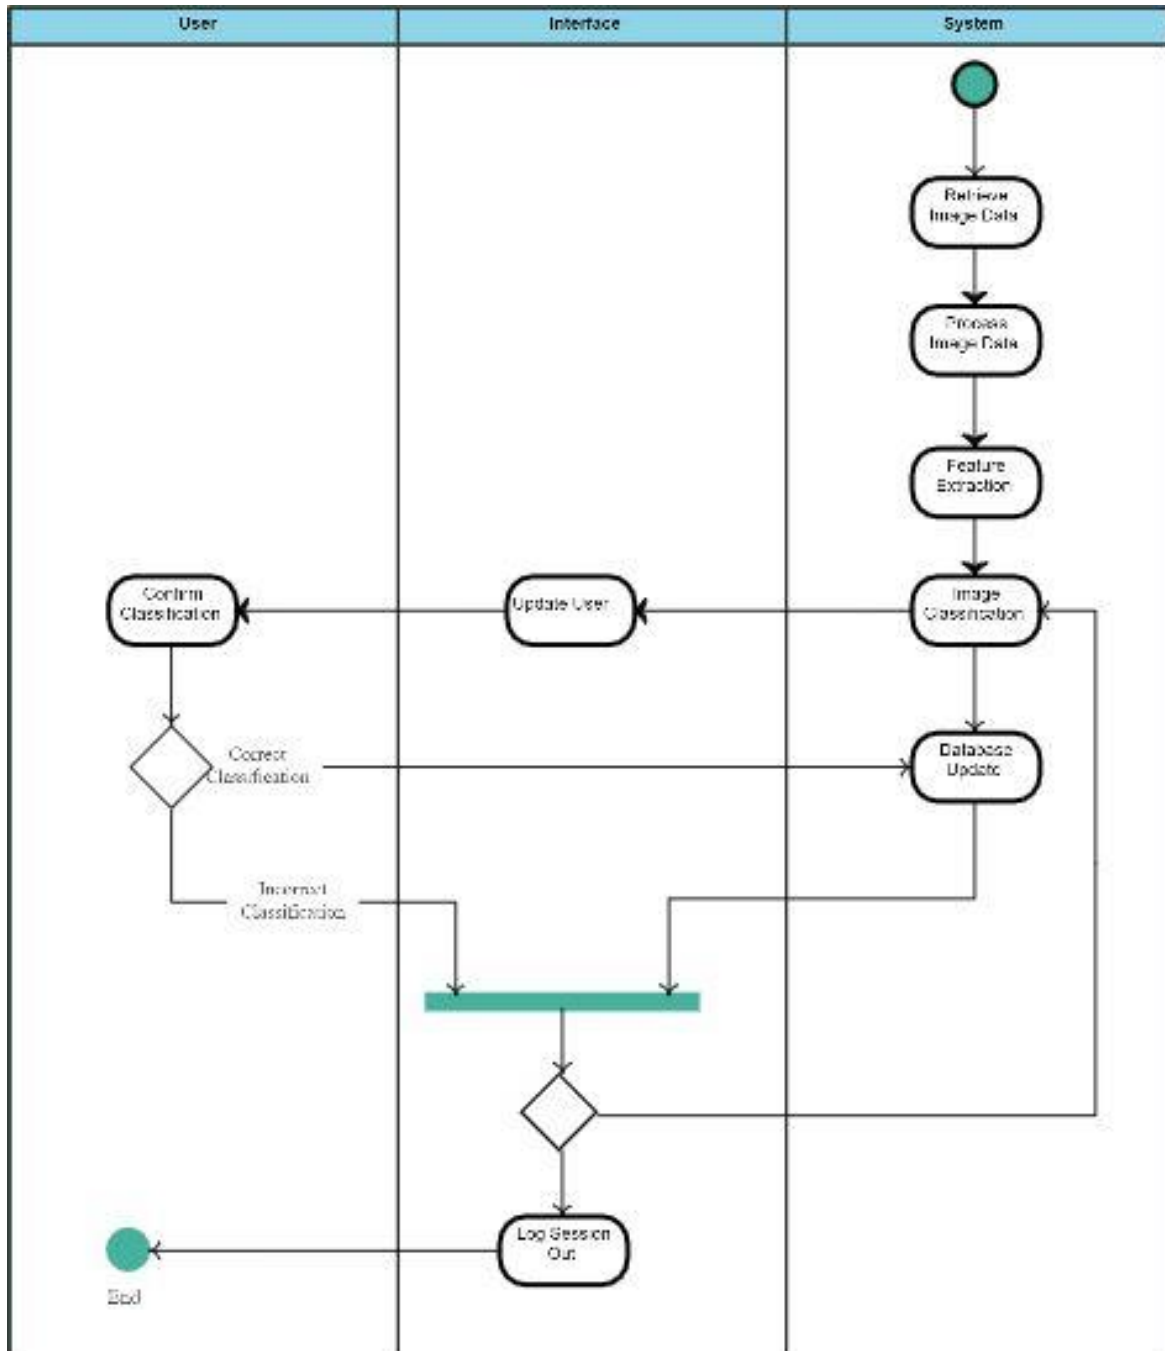 User
Interface
System
Retrieve
Image Data
Process
Image Data
Feature
Extraction
Confirm
Classification
Update User
Image
Classification
Correct
Classification
Database
Update
Incorrect
Classification
Log Session
Out
End